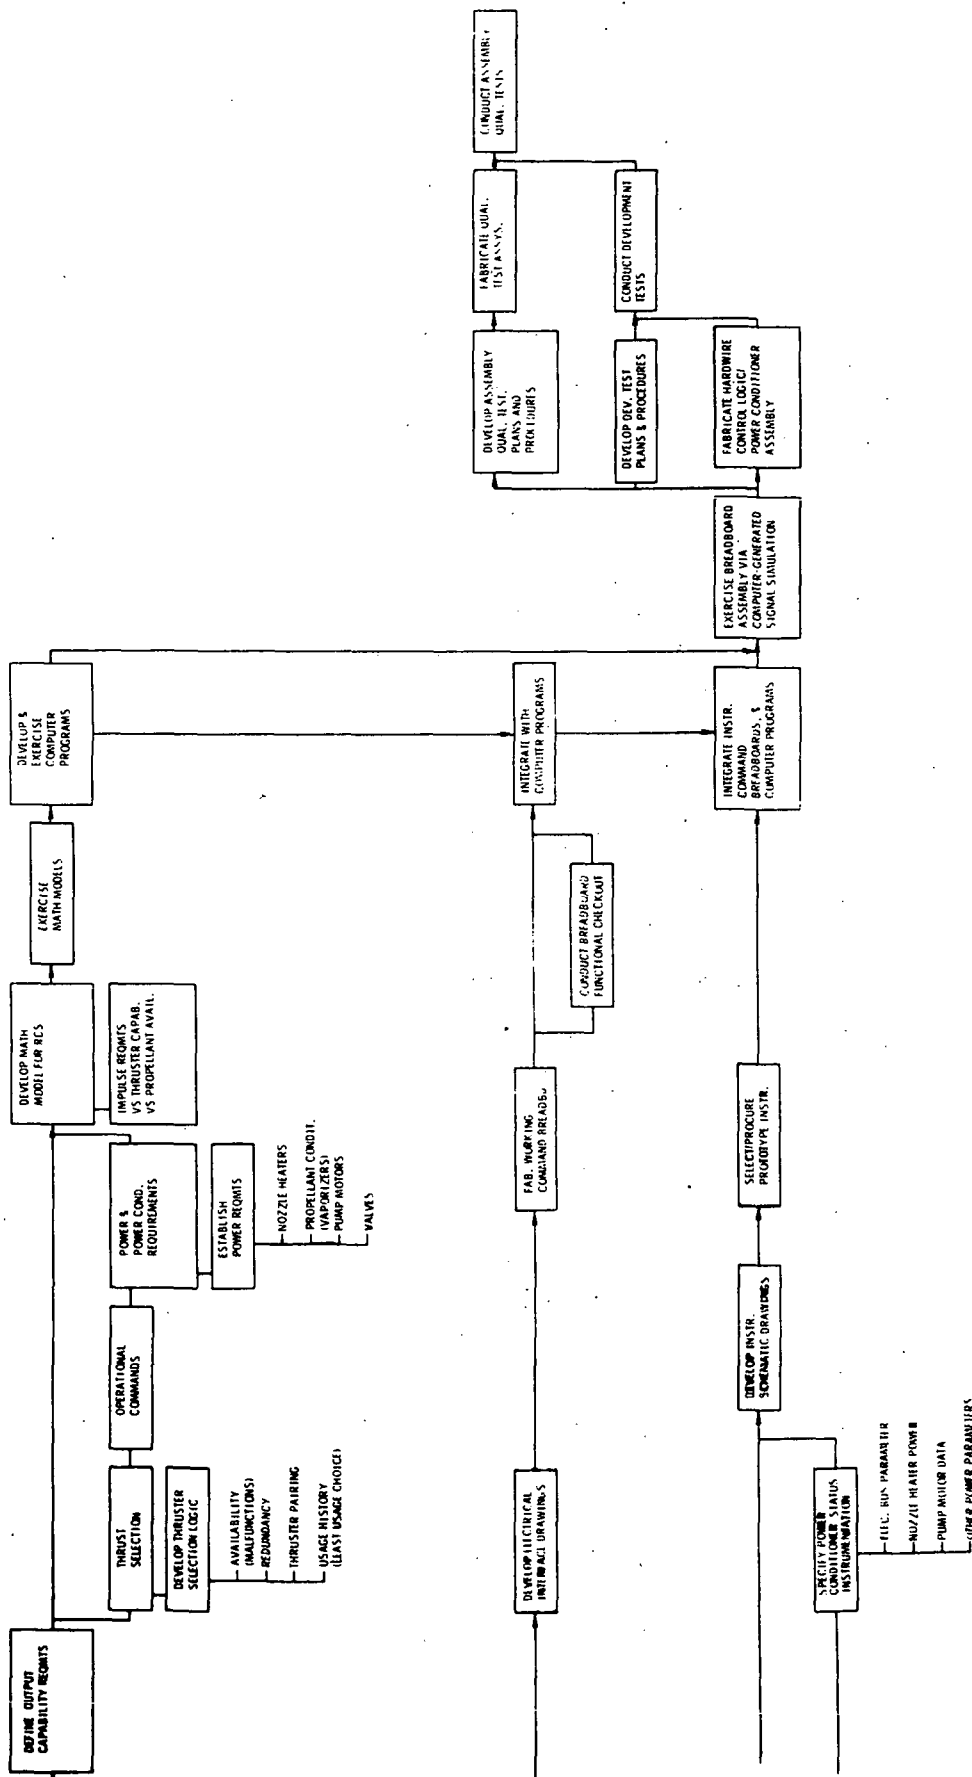 DEFINE OUTPUT
CAPABILITY REQMTS
THRUST
SELECTION
DEVELOP THRUSTER
SELECTION LOGIC
AVAILABILITY
(MALFUNCTIONS)
REDUNDANCY
THRUSTER PAIRING
USAGE HISTORY
(LEAST USAGE CHOICE)
OPERATIONAL
COMMANDS
POWER &
POWER COND.
REQUIREMENTS
ESTABLISH
POWER REQMTS
NOZZLE HEATERS
PROPELLANT CONDIT.
(VAPORIZERS)
PUMP MOTORS
VALVES
DEVELOP MATH
MODEL FOR RCS
IMPULSE REQMTS
VS THRUSTER CAPAB.
VS PROPELLANT AVAIL.
EXERCISE
MATH MODELS
DEVELOP &
EXERCISE
COMPUTER
PROGRAMS
DEVELOP ELECTRICAL
INTERFACE DRAWINGS
FAB. WORKING
COMMAND BREADBD
CONDUCT BREADBOARD
FUNCTIONAL CHECKOUT
INTEGRATE WITH
COMPUTER PROGRAMS
SPECIFY POWER
CONDITIONER STATUS
INSTRUMENTATION
ELEC. BUS PARAMETER
NOZZLE HEATER POWER
PUMP MOTOR DATA
OTHER POWER PARAMETERS
DEVELOP INSTR.
SCHEMATIC DRAWINGS
SELECT/PROCURE
PROTOTYPE INSTR.
INTEGRATE INSTR.
COMMAND
BREADBOARDS, &
COMPUTER PROGRAMS
EXERCISE BREADBOARD
ASSEMBLY VIA
COMPUTER-GENERATED
SIGNAL SIMULATION
DEVELOP ASSEMBLY
QUAL. TEST,
PLANS AND
PROCEDURES
DEVELOP DEV. TEST
PLANS & PROCEDURES
FABRICATE HARDWIRE
CONTROL LOGIC/
POWER CONDITIONER
ASSEMBLY
FABRICATE QUAL.
TEST ASSYS.
CONDUCT DEVELOPMENT
TESTS
CONDUCT ASSEMBLY
QUAL. TESTS